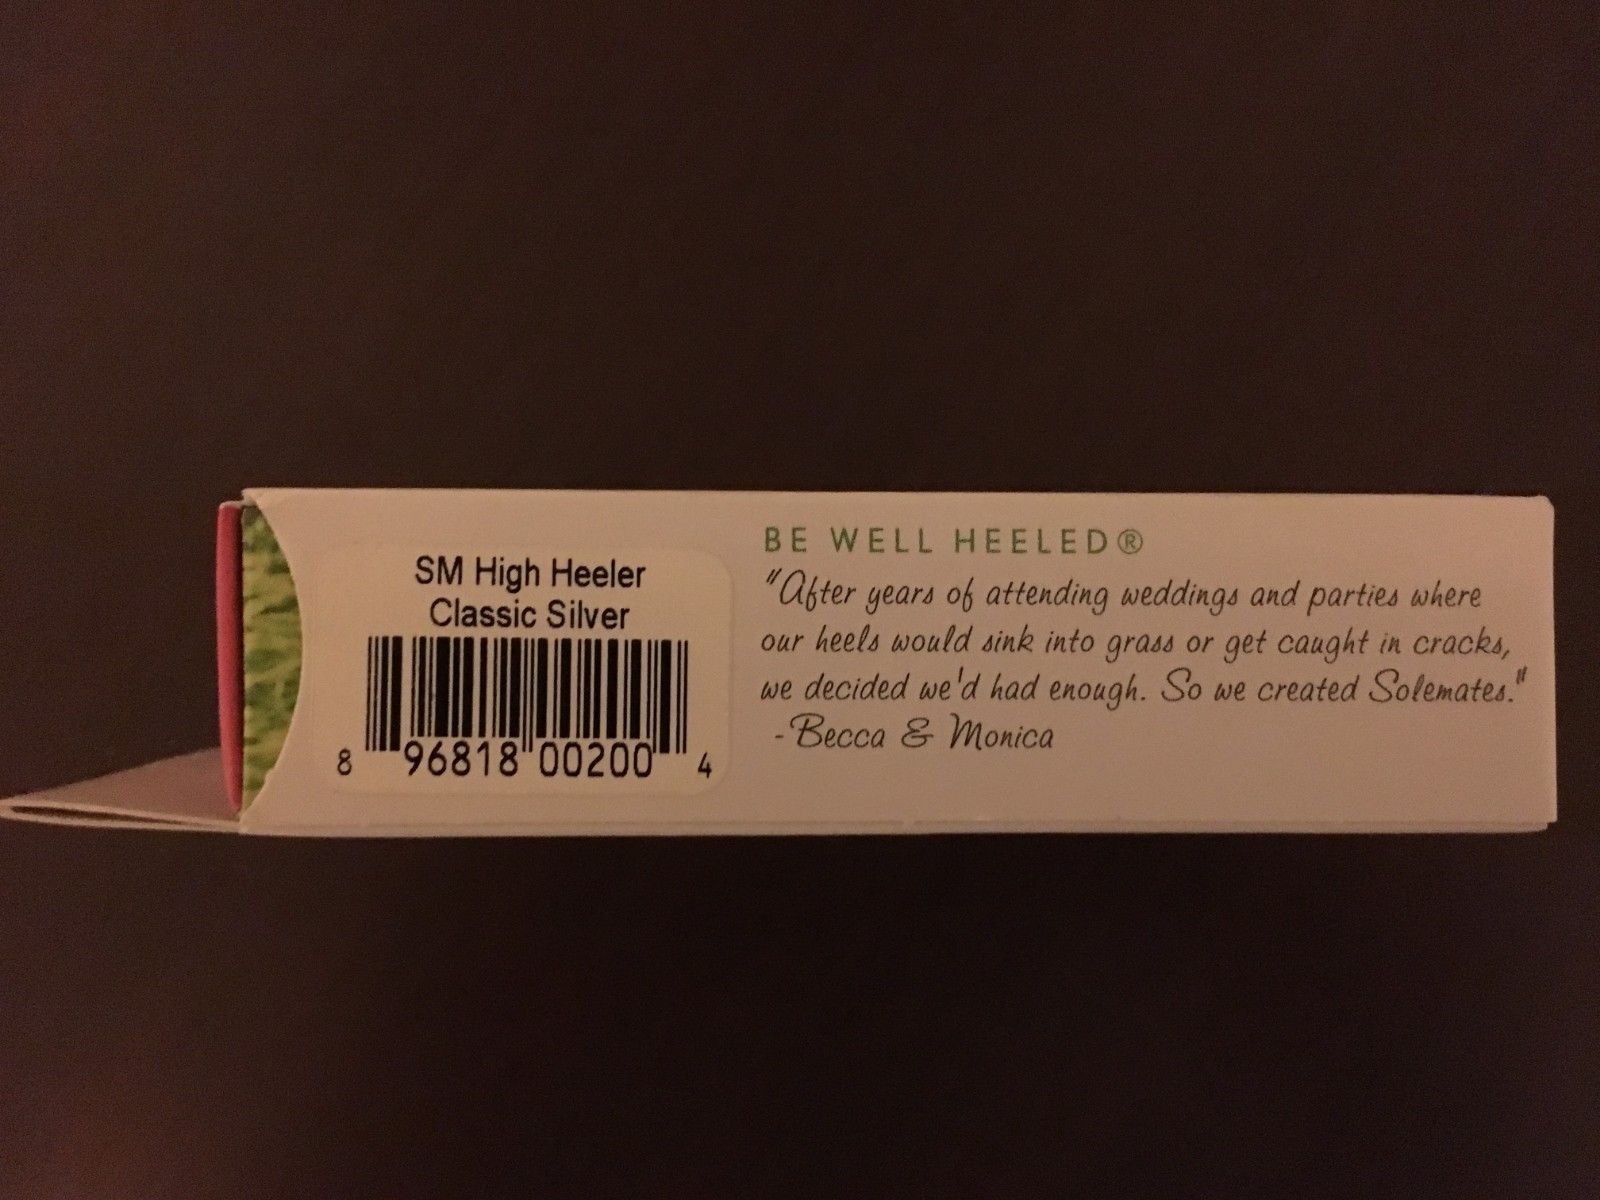 SM High Heeler
Classic Silver
8 96818 00200 4
BE WELL HEELED®
"After years of attending weddings and parties where
our heels would sink into grass or get caught in cracks,
we decided we'd had enough. So we created Solemates."
-Becca & Monica